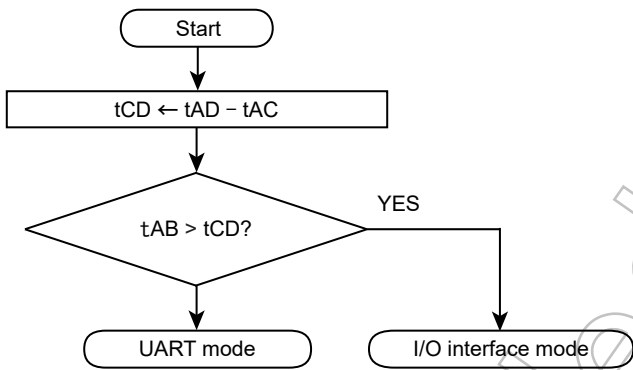 Start
tCD ← tAD − tAC
tAB > tCD?
YES
UART mode
I/O interface mode